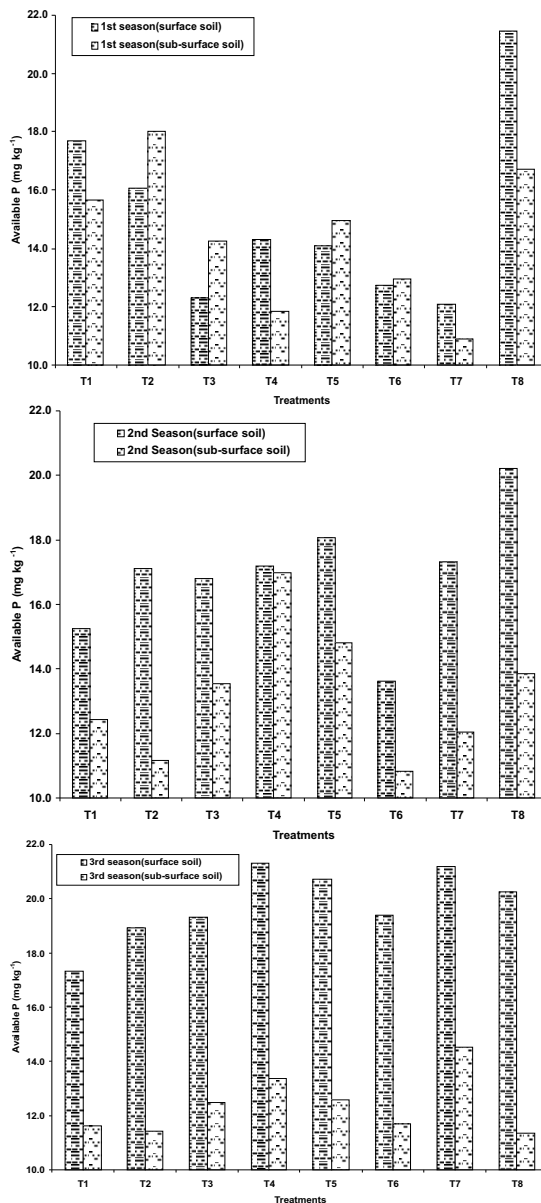 1st season(surface soil)
1st season(sub-surface soil)
Available P (mg kg -1)
22.0
20.0
18.0
16.0
14.0
12.0
10.0
T1 T2 T3 T4 T5 T6 T7 T8
Treatments
2nd Season(surface soil)
2nd Season(sub-surface soil)
Available P (mg kg -1)
22.0
20.0
18.0
16.0
14.0
12.0
10.0
T1 T2 T3 T4 T5 T6 T7 T8
Treatments
3rd season(surface soil)
3rd season(sub-surface soil)
Available P (mg kg-1)
22.0
20.0
18.0
16.0
14.0
12.0
10.0
T1 T2 T3 T4 T5 T6 T7 T8
Treatments